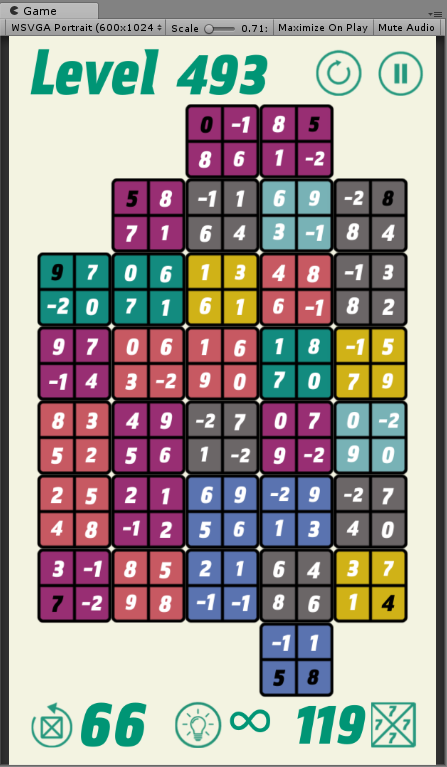 Game
WSVGA Portrait (600x1024 Scale 0.71: Maximize On Play Mute Audio
Level 493
0 -1 8 5
8 6 1 -2
5 8 -1 1 6 9 -2 8
7 1 6 4 3 -1 8 4
9 7 0 6 1 3 4 8 -1 3
-2 0 7 1 6 1 6 -1 8 2
9 7 0 6 1 6 1 8 -1 5
-1 4 3 -2 9 0 7 0 7 9
8 3 4 9 -2 7 0 7 0 -2
5 2 5 6 1 -2 9 -2 9 0
2 5 2 1 6 9 -2 9 -2 7
4 8 -1 2 5 6 1 3 4 0
3 -1 8 5 2 1 6 4 3 7
7 -2 9 8 -1 -1 8 6 1 4
-1 1
5 8
66 ∞ 119 7 7 7 7